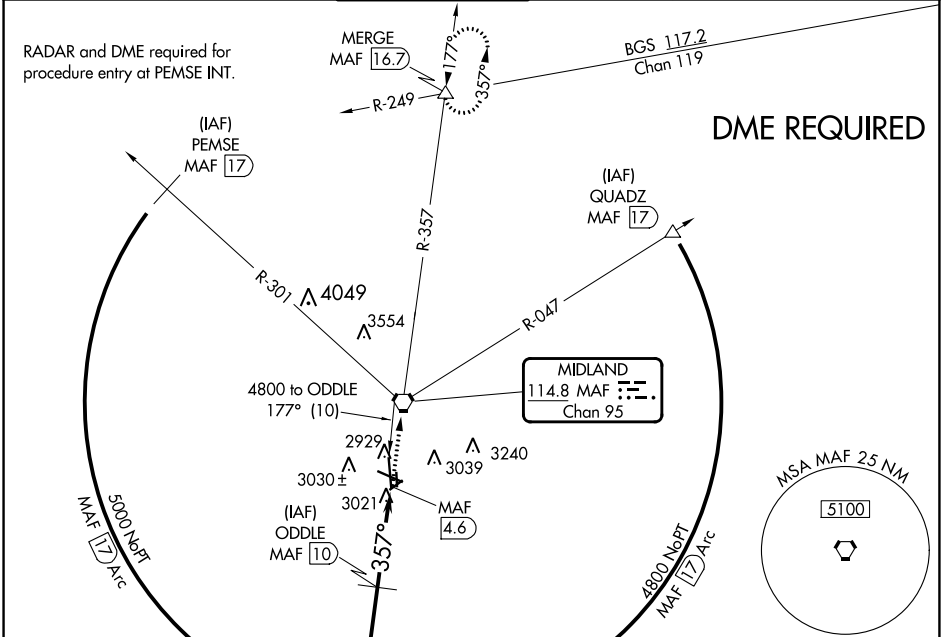 RADAR and DME required for
procedure entry at PEMSE INT.
MERGE
MAF 16.7
177°
357°
R-249
BGS 117.2
Chan 119
DME REQUIRED
(IAF)
PEMSE
MAF 17
(IAF)
QUADZ
MAF 17
R-357
R-301
R-047
4049
3554
4800 to ODDLE
177° (10)
MIDLAND
114.8 MAF
Chan 95
2929
3030±
3039
3240
3021
MAF
4.6
(IAF)
ODDLE
MAF 10
357°
5000 NoPT
MAF 17 Arc
4800 NoPT
MAF 17 Arc
MSA MAF 25 NM
5100